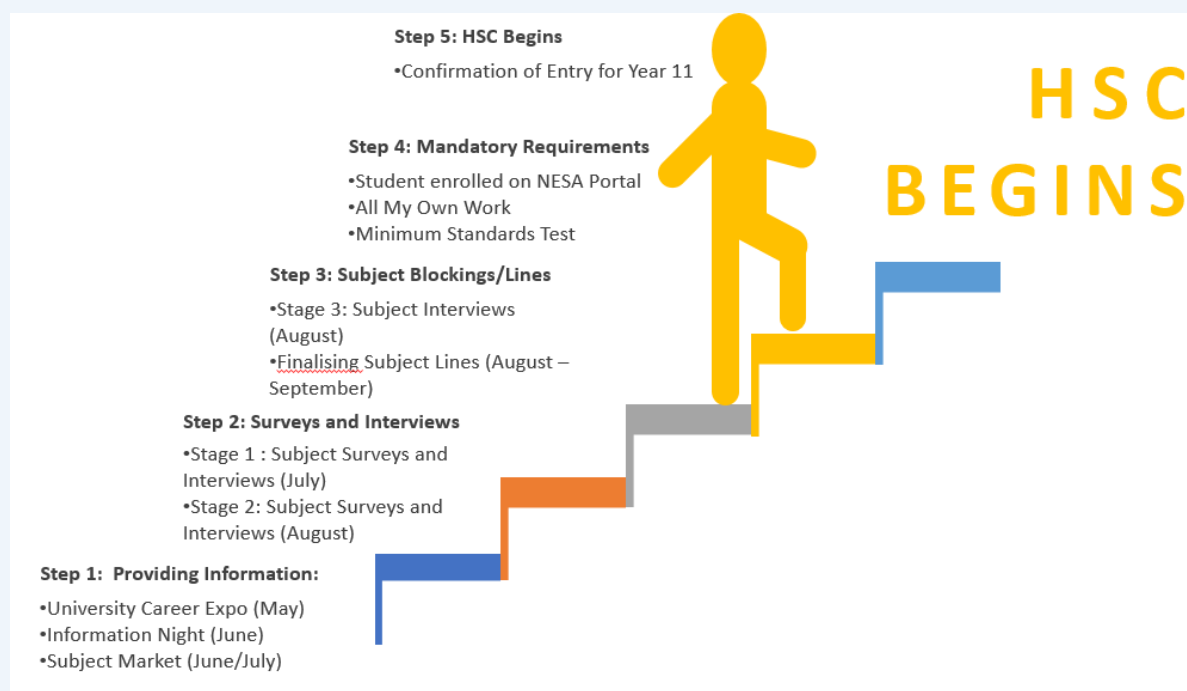 Step 5: HSC Begins
•Confirmation of Entry for Year 11
HSC
BEGINS
Step 4: Mandatory Requirements
•Student enrolled on NESA Portal
•All My Own Work
•Minimum Standards Test
Step 3: Subject Blockings/Lines
•Stage 3: Subject Interviews
(August)
•Finalising Subject Lines (August –
September)
Step 2: Surveys and Interviews
•Stage 1 : Subject Surveys and
Interviews (July)
•Stage 2: Subject Surveys and
Interviews (August)
Step 1:  Providing Information:
•University Career Expo (May)
•Information Night (June)
•Subject Market (June/July)